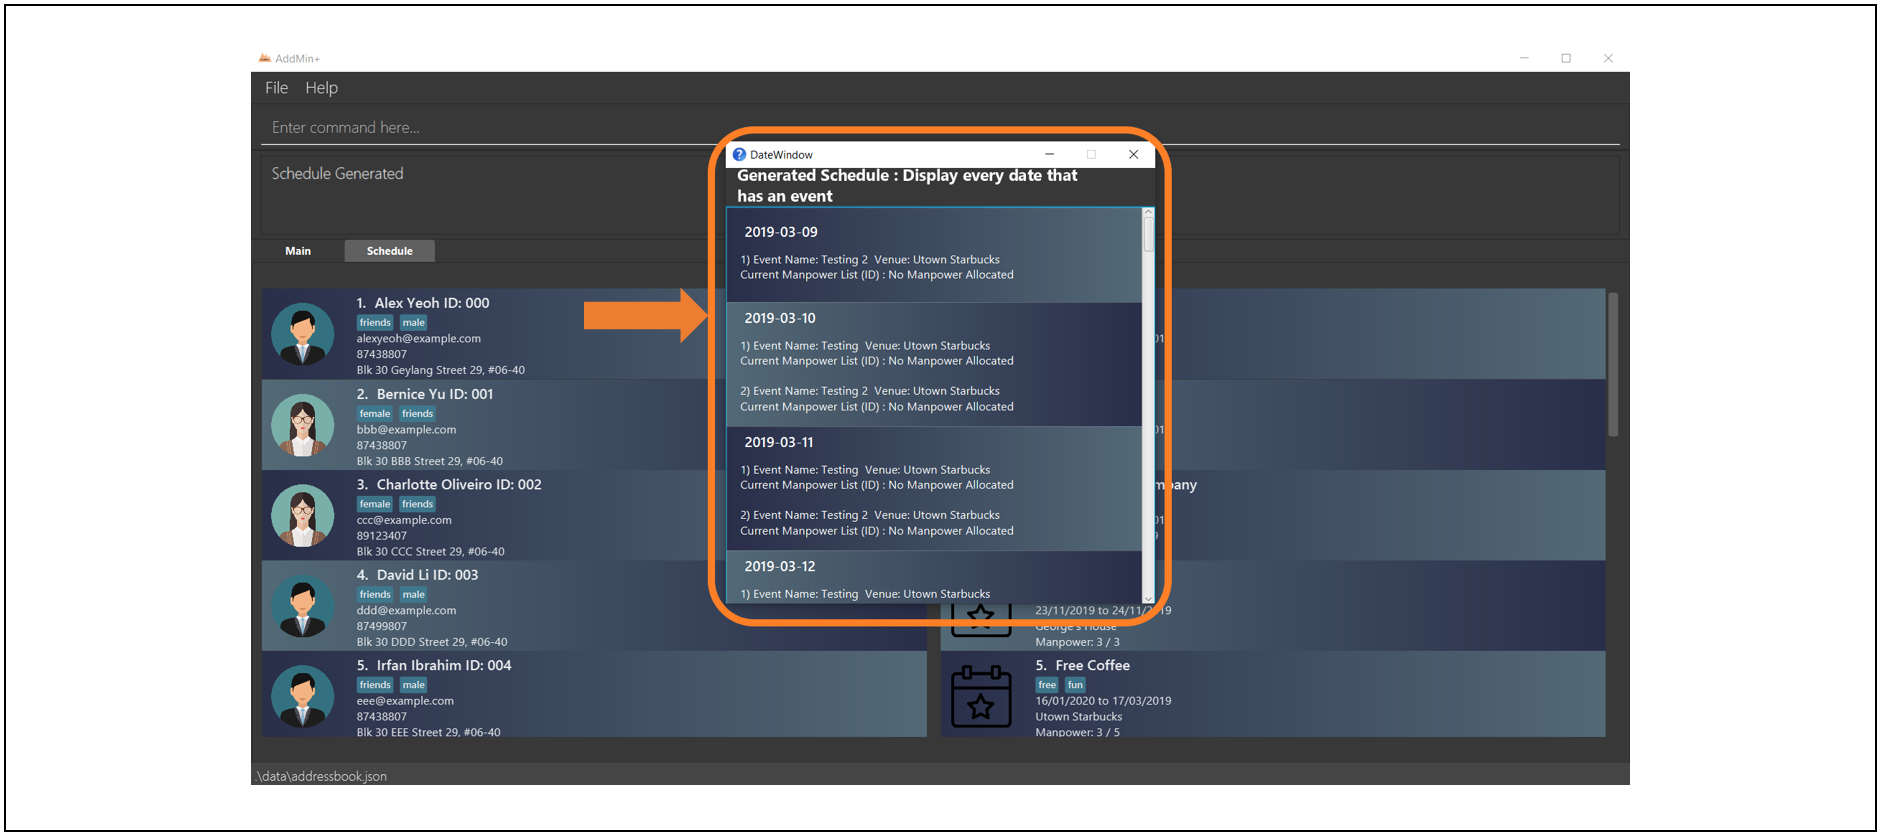 AddMin+
File Help
Enter command here...
Schedule Generated
Main Schedule
1. Alex Yeoh ID: 000
friends male
alexyeoh@example.com
87438807
Blk 30 Geylang Street 29, #06-40
2. Bernice Yu ID: 001
female friends
bbb@example.com
87438807
Blk 30 BBB Street 29, #06-40
3. Charlotte Oliveiro ID: 002
female friends
ccc@example.com
89123407
Blk 30 CCC Street 29, #06-40
4. David Li ID: 003
friends male
ddd@example.com
87499807
Blk 30 DDD Street 29, #06-40
5. Irfan Ibrahim ID: 004
friends male
eee@example.com
87438807
Blk 30 EEE Street 29, #06-40
DateWindow
Generated Schedule : Display every date that
has an event
2019-03-09
1) Event Name: Testing 2 Venue: Utown Starbucks
Current Manpower List (ID) : No Manpower Allocated
2019-03-10
1) Event Name: Testing Venue: Utown Starbucks
Current Manpower List (ID) : No Manpower Allocated
2) Event Name: Testing 2 Venue: Utown Starbucks
Current Manpower List (ID) : No Manpower Allocated
2019-03-11
1) Event Name: Testing Venue: Utown Starbucks
Current Manpower List (ID) : No Manpower Allocated
2) Event Name: Testing 2 Venue: Utown Starbucks
Current Manpower List (ID) : No Manpower Allocated
2019-03-12
1) Event Name: Testing Venue: Utown Starbucks
23/11/2019 to 24/11/2019
George's House
Manpower: 3 / 3
5. Free Coffee
free fun
16/01/2020 to 17/03/2019
Utown Starbucks
Manpower: 3 / 5
.\data\addressbook.json